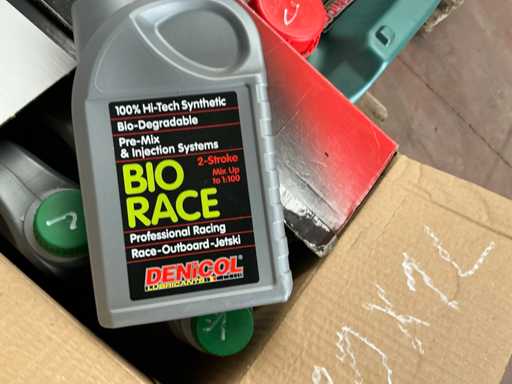 100% Hi-Tech Synthetic
Bio-Degradable
Pre-Mix
& Injection Systems
2-Stroke
Mix Up
to 1:100
BIO
RACE
Professional Racing
Race-Outboard-Jetski
DENiCOL
LUBRICANTS